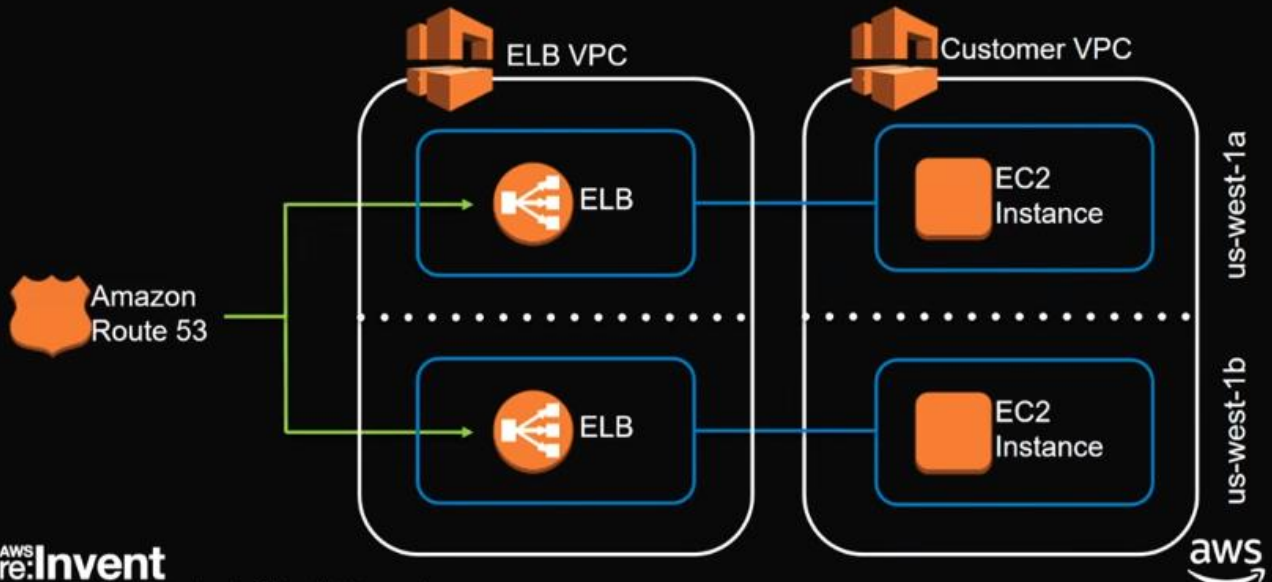 ELB VPC
Customer VPC
ELB
EC2
Instance
us-west-1a
Amazon
Route 53
ELB
EC2
Instance
us-west-1b
AWS
re:Invent
aws